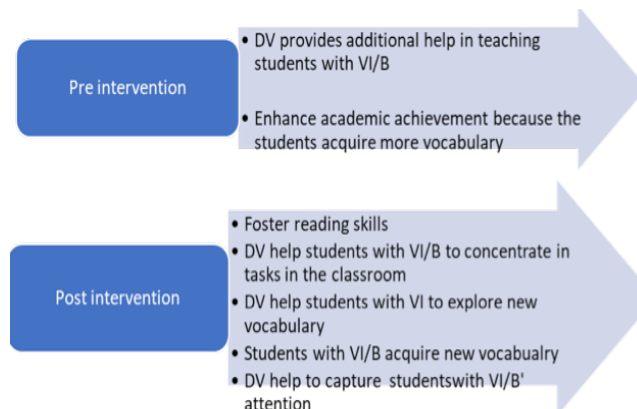 Pre intervention
• DV provides additional help in teaching
students with VI/B
• Enhance academic achievement because the
students acquire more vocabulary
Post intervention
• Foster reading skills
• DV help students with VI/B to concentrate in
tasks in the classroom
• DV help students with VI to explore new
vocabulary
• Students with VI/B acquire new vocabualry
• DV help to capture studentswith VI/B'
attention